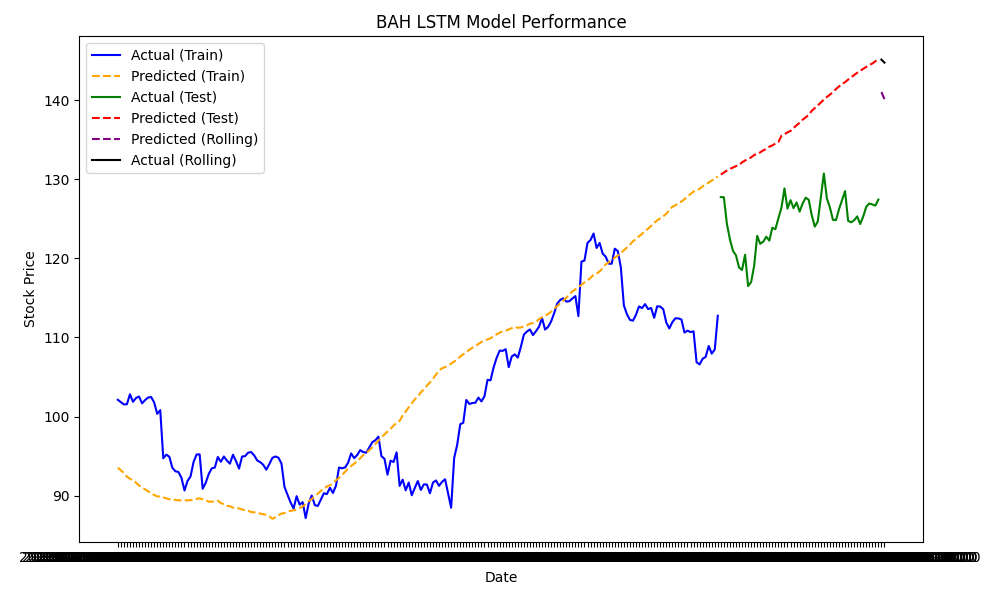 BAH LSTM Model Performance
Actual (Train)
Predicted (Train)
Actual (Test)
Predicted (Test)
Predicted (Rolling)
Actual (Rolling)
140
130
120
110
100
90
Stock Price
Date